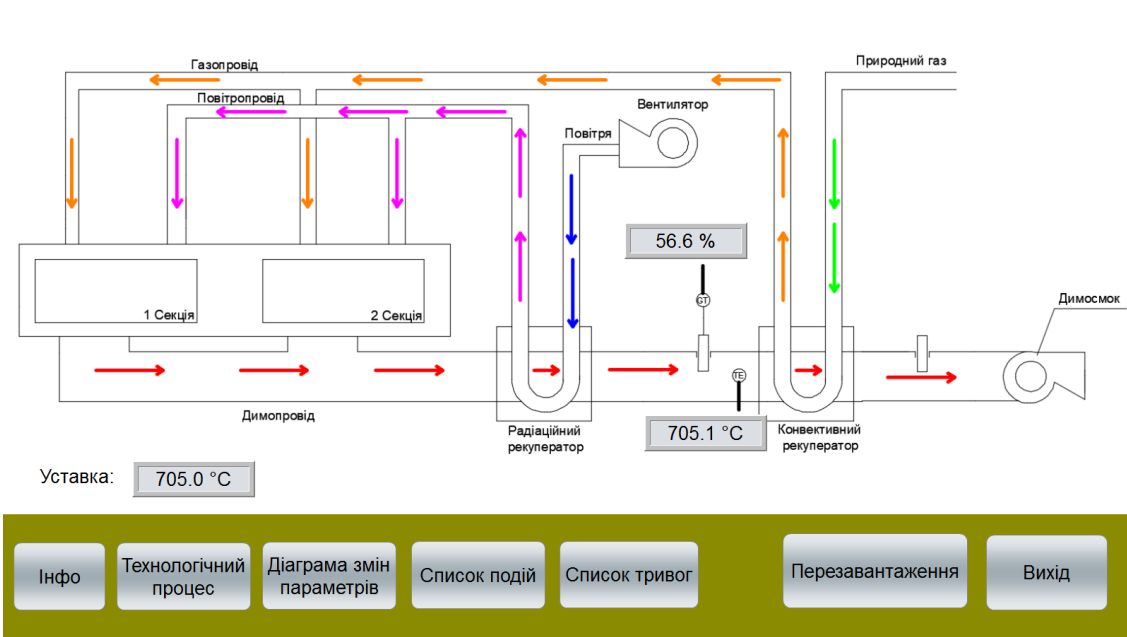 Газопровід
Природний газ
Повітропровід
Вентилятор
Повітря
56.6 %
GT
1 Секція
2 Секція
Димосмок
TE
Димопровід
Радіаційний
рекуператор
705.1 °C
Конвективний
рекуператор
Уставка:
705.0 °C
Інфо
Технологічний
процес
Діаграма змін
параметрів
Список подій
Список тривог
Перезавантаження
Вихід